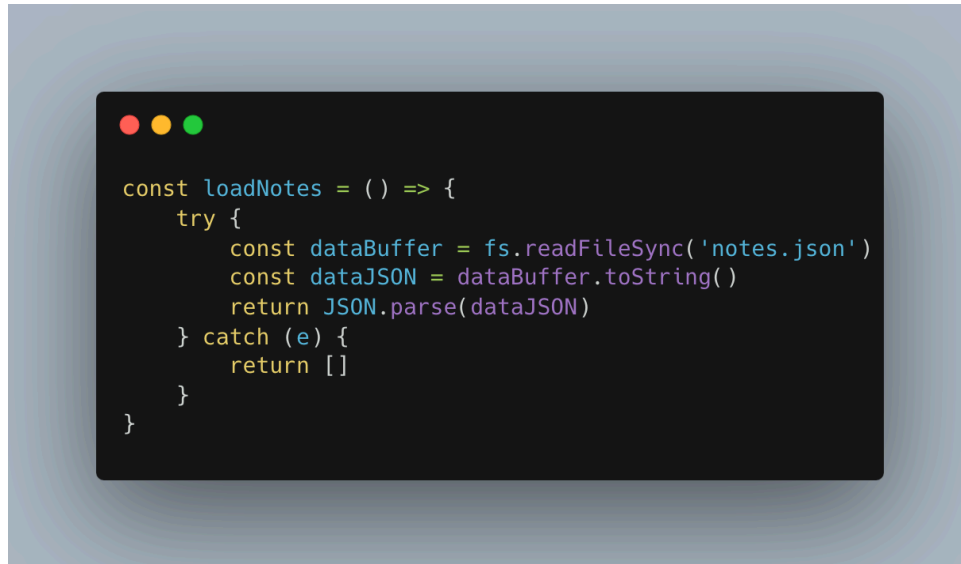 const loadNotes = () => {
    try {
        const dataBuffer = fs.readFileSync('notes.json')
        const dataJSON = dataBuffer.toString()
        return JSON.parse(dataJSON)
    } catch (e) {
        return []
    }
}